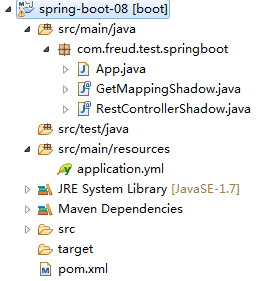 spring-boot-08 [boot]
src/main/java
com.freud.test.springboot
App.java
GetMappingShadow.java
RestControllerShadow.java
src/test/java
src/main/resources
application.yml
JRE System Library [JavaSE-1.7]
Maven Dependencies
src
target
pom.xml